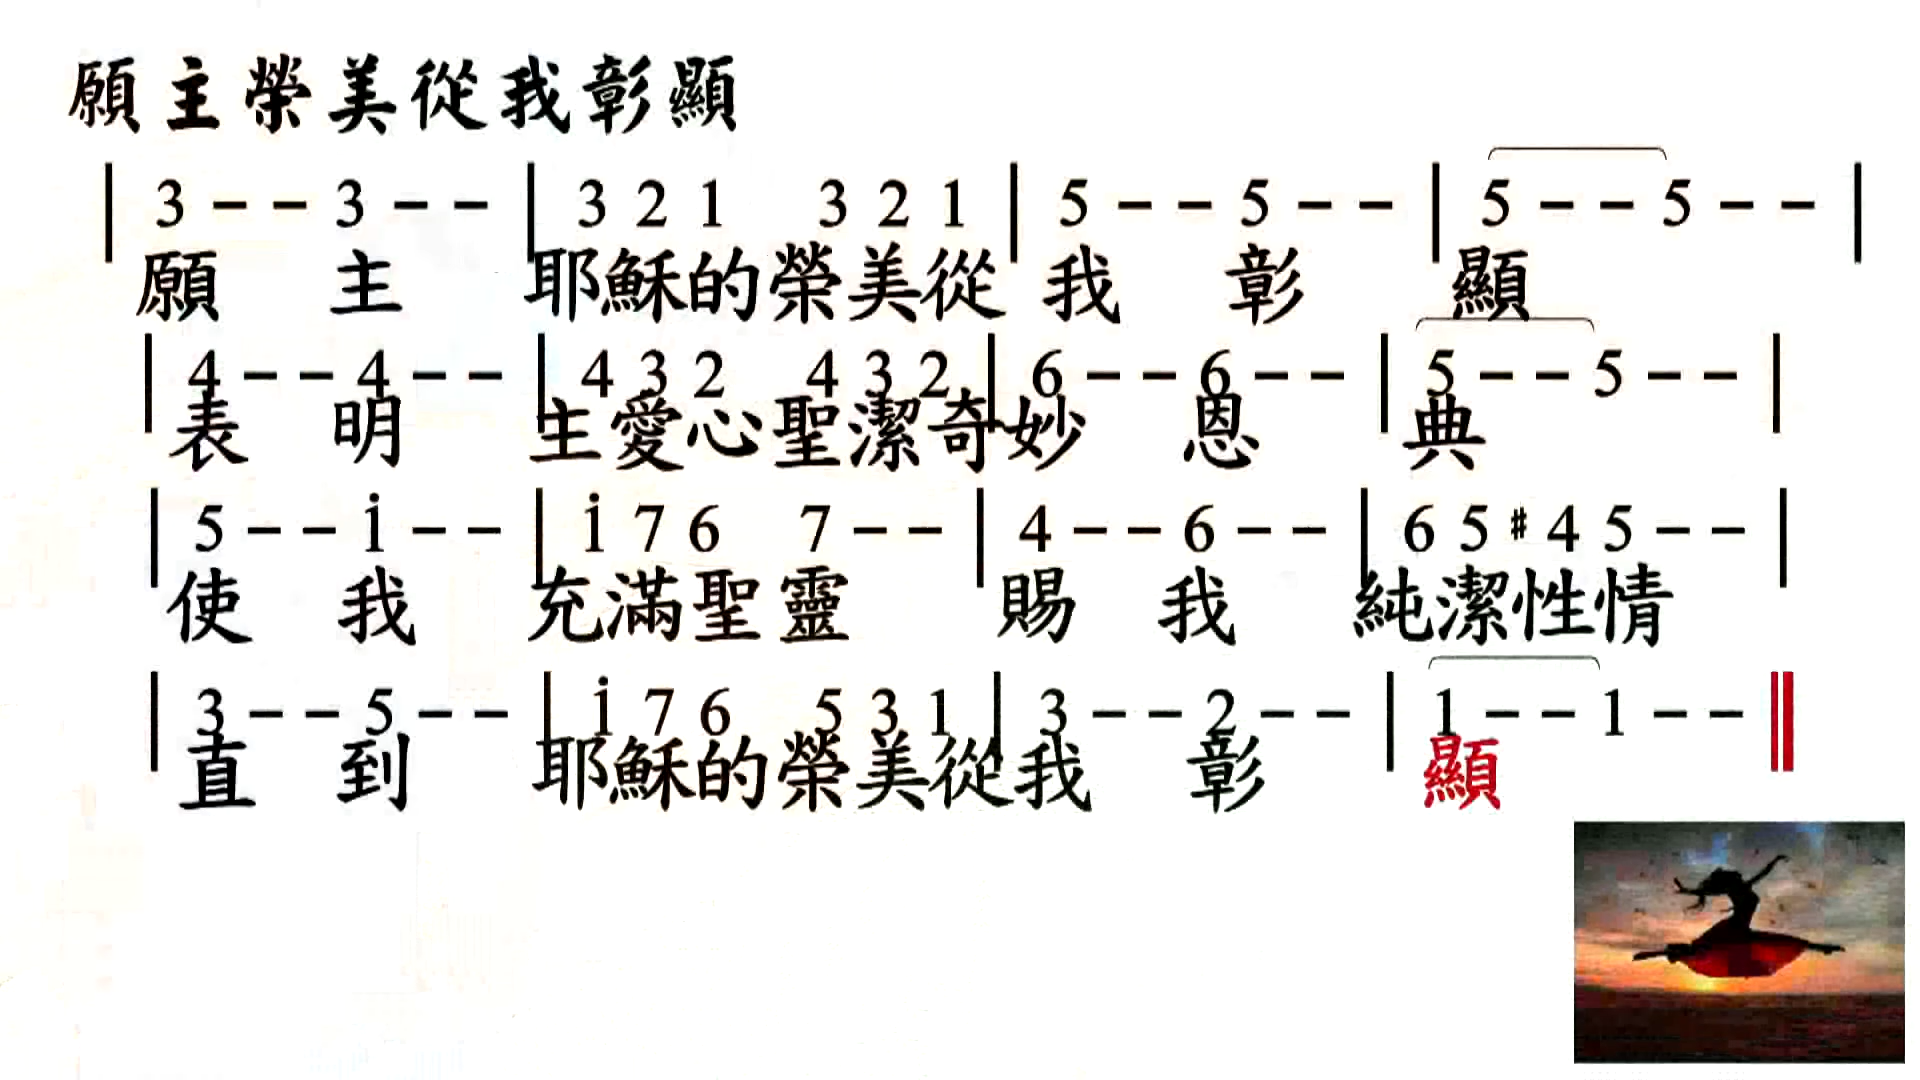 願主榮美從我彰顯
| 3 – – 3 – – | 3 2 1 3 2 1 | 5 – – 5 – – | 5 – – 5 – – |
願 主 耶穌的榮美從 我 彰 顯
| 4 – – 4 – – | 4 3 2 4 3 2 | 6 – – 6 – – | 5 – – 5 – – |
表 明 主愛心聖潔奇妙 恩 典
| 5 – – i – – | i 7 6 7 – – | 4 – – 6 – – | 6 5 #4 5 – – |
使 我 充滿聖靈 賜 我 純潔性情
| 3 – – 5 – – | i 7 6 5 3 1 | 3 – – 2 – – | 1 – – 1 – – ||
直 到 耶穌的榮美從我 彰 顯